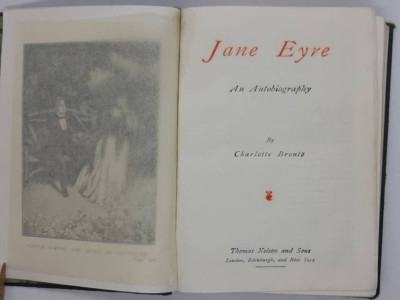 Jane Eyre
An Autobiography
By
Charlotte Brontë
Thomas Nelson and Sons
London, Edinburgh, and New York